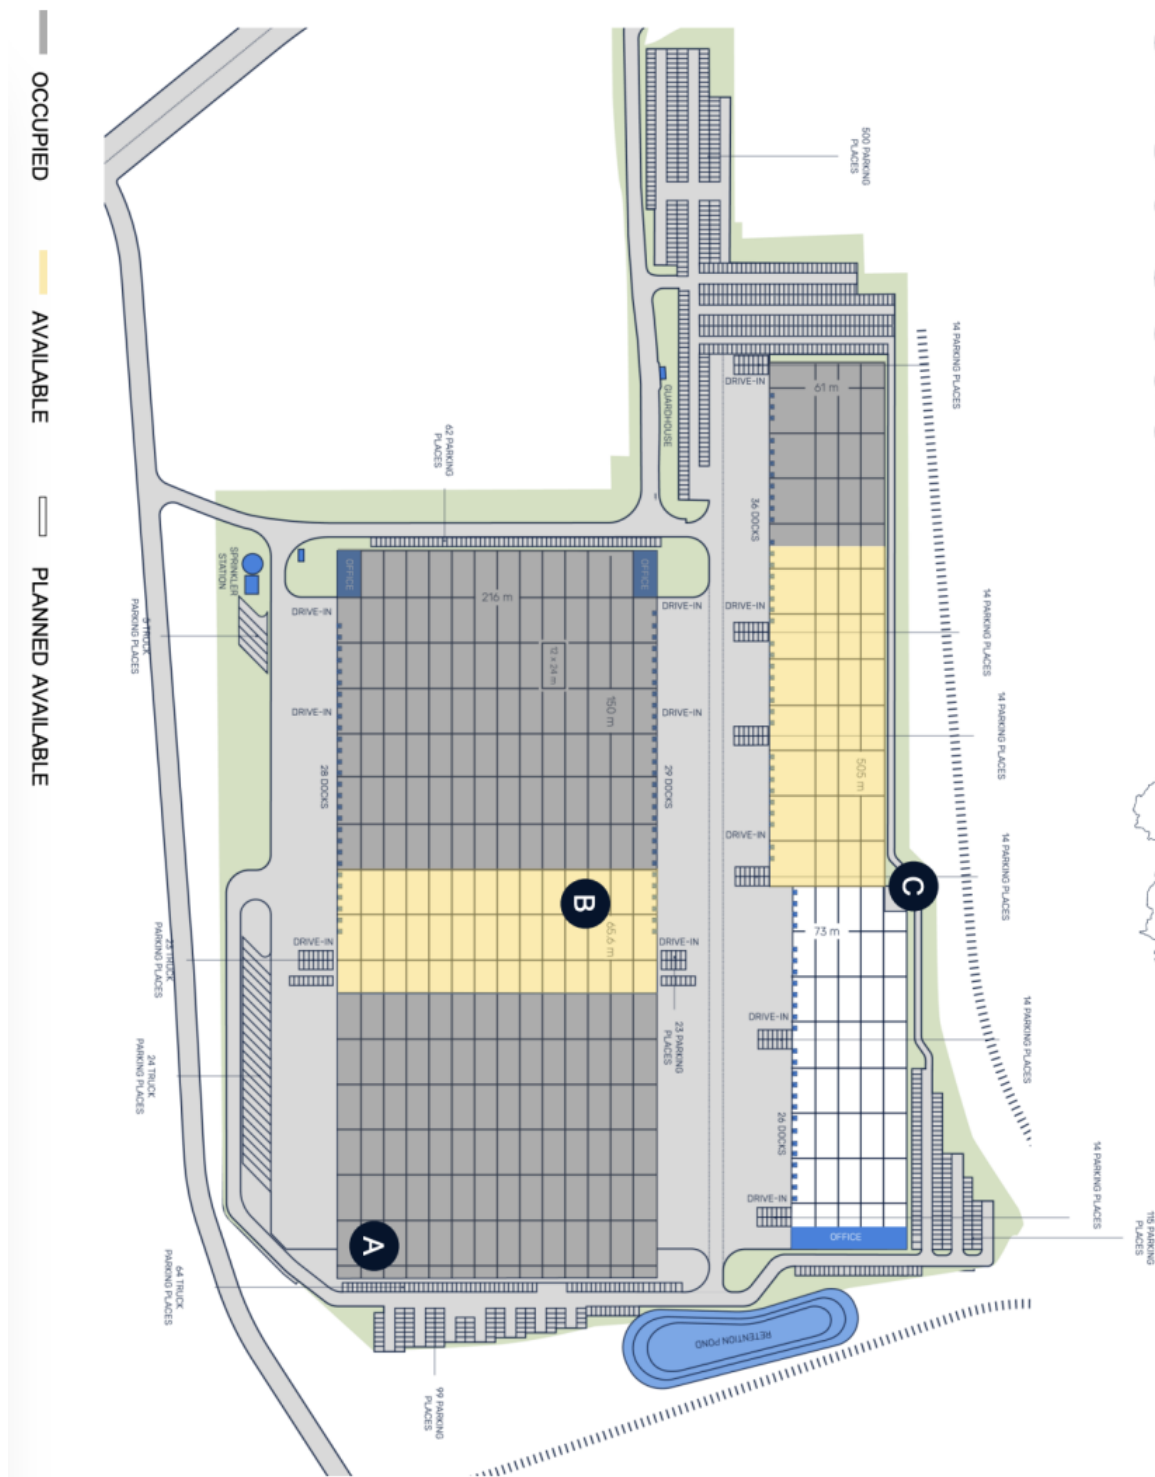 OCCUPIED
AVAILABLE
PLANNED AVAILABLE
500 PARKING
PLACES
14 PARKING PLACES
DRIVE-IN
61 m
GUARDHOUSE
62 PARKING
PLACES
36 DOCKS
OFFICE
OFFICE
SPRINKLER
STATION
216 m
DRIVE-IN
DRIVE-IN
DRIVE-IN
14 PARKING PLACES
6 TRUCK
PARKING PLACES
12 x 24 m
150 m
DRIVE-IN
DRIVE-IN
14 PARKING PLACES
505 m
28 DOCKS
29 DOCKS
DRIVE-IN
14 PARKING PLACES
C
B
65.6 m
73 m
DRIVE-IN
DRIVE-IN
23 TRUCK
PARKING PLACES
23 PARKING
PLACES
DRIVE-IN
14 PARKING PLACES
24 TRUCK
PARKING PLACES
26 DOCKS
DRIVE-IN
14 PARKING PLACES
115 PARKING
PLACES
OFFICE
A
64 TRUCK
PARKING PLACES
RETENTION POND
99 PARKING
PLACES